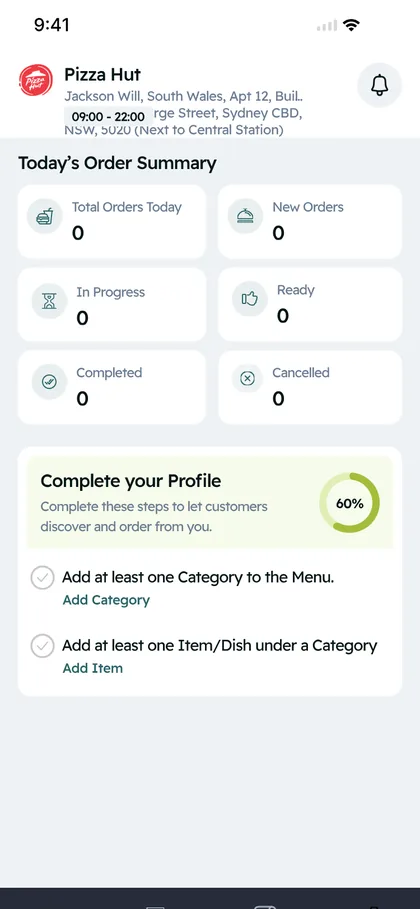 9:41
Pizza Hut
Pizza Hut
Jackson Will, South Wales, Apt 12, Buil..
09:00 - 22:00 rge Street, Sydney CBD,
NSW, 5020 (Next to Central Station)
Today's Order Summary
Total Orders Today
0
New Orders
0
In Progress
0
Ready
0
Completed
0
Cancelled
0
Complete your Profile
Complete these steps to let customers
discover and order from you.
60%
Add at least one Category to the Menu.
Add Category
Add at least one Item/Dish under a Category
Add Item